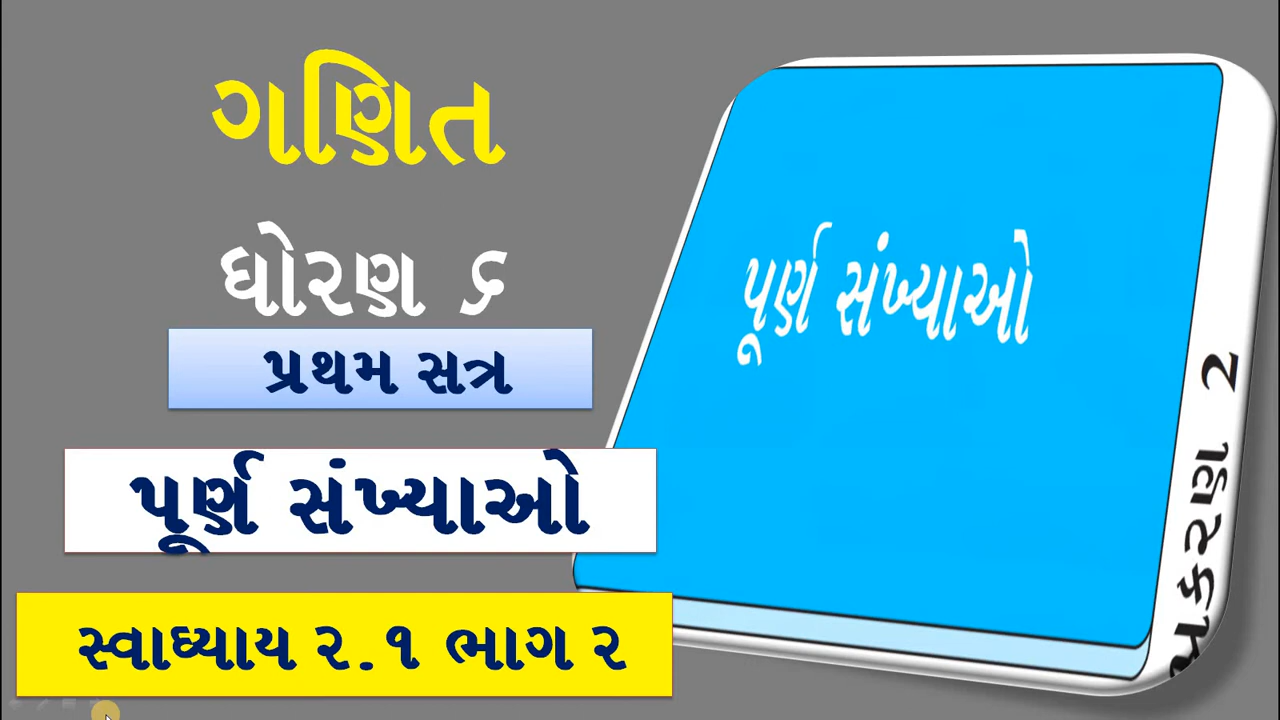 ગણિત
ધોરણ ૬
પ્રથમ સત્ર
પૂર્ણ સંખ્યાઓ
સ્વાધ્યાય ૨.૧ ભાગ ૨
પૂર્ણ સંખ્યાઓ
પ્રકરણ 2